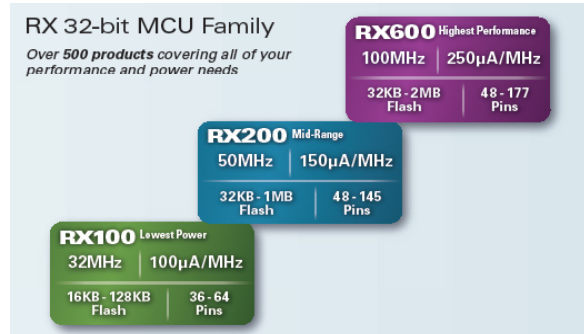 RX 32-bit MCU Family
Over 500 products covering all of your
performance and power needs
RX600 Highest Performance
100MHz 250µA/MHz
32KB-2MB 48-177
Flash Pins
RX200 Mid-Range
50MHz 150µA/MHz
32KB-1MB 48-145
Flash Pins
RX100 Lowest Power
32MHz 100µA/MHz
16KB-128KB 36-64
Flash Pins